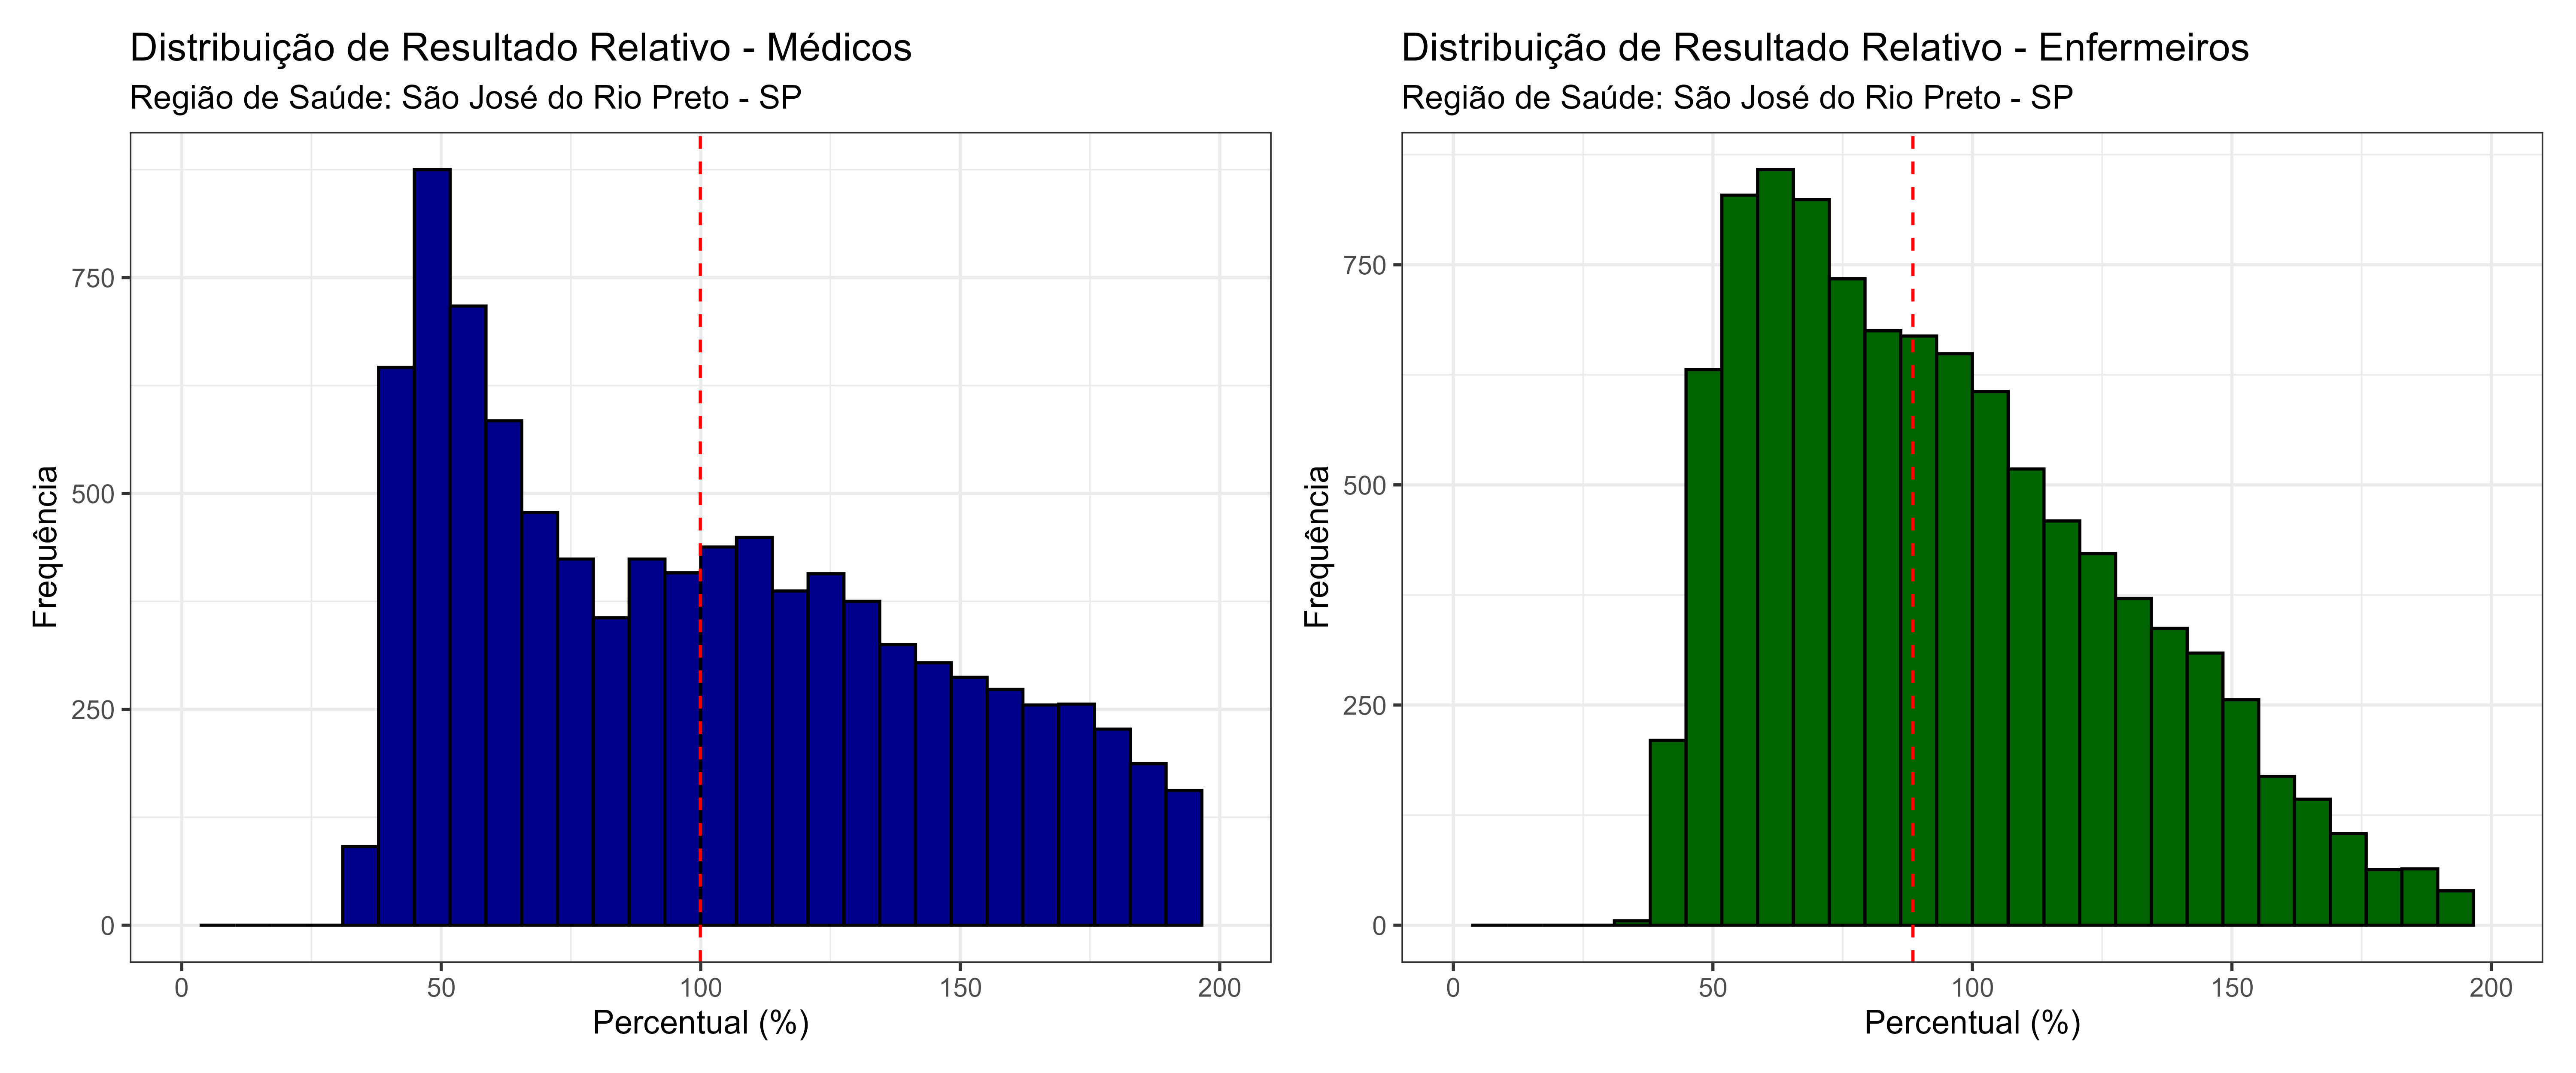 Distribuição de Resultado Relativo - Médicos
Região de Saúde: São José do Rio Preto - SP
Frequência
750
500
250
0
0 50 100 150 200
Percentual (%)
Distribuição de Resultado Relativo - Enfermeiros
Região de Saúde: São José do Rio Preto - SP
Frequência
750
500
250
0
0 50 100 150 200
Percentual (%)